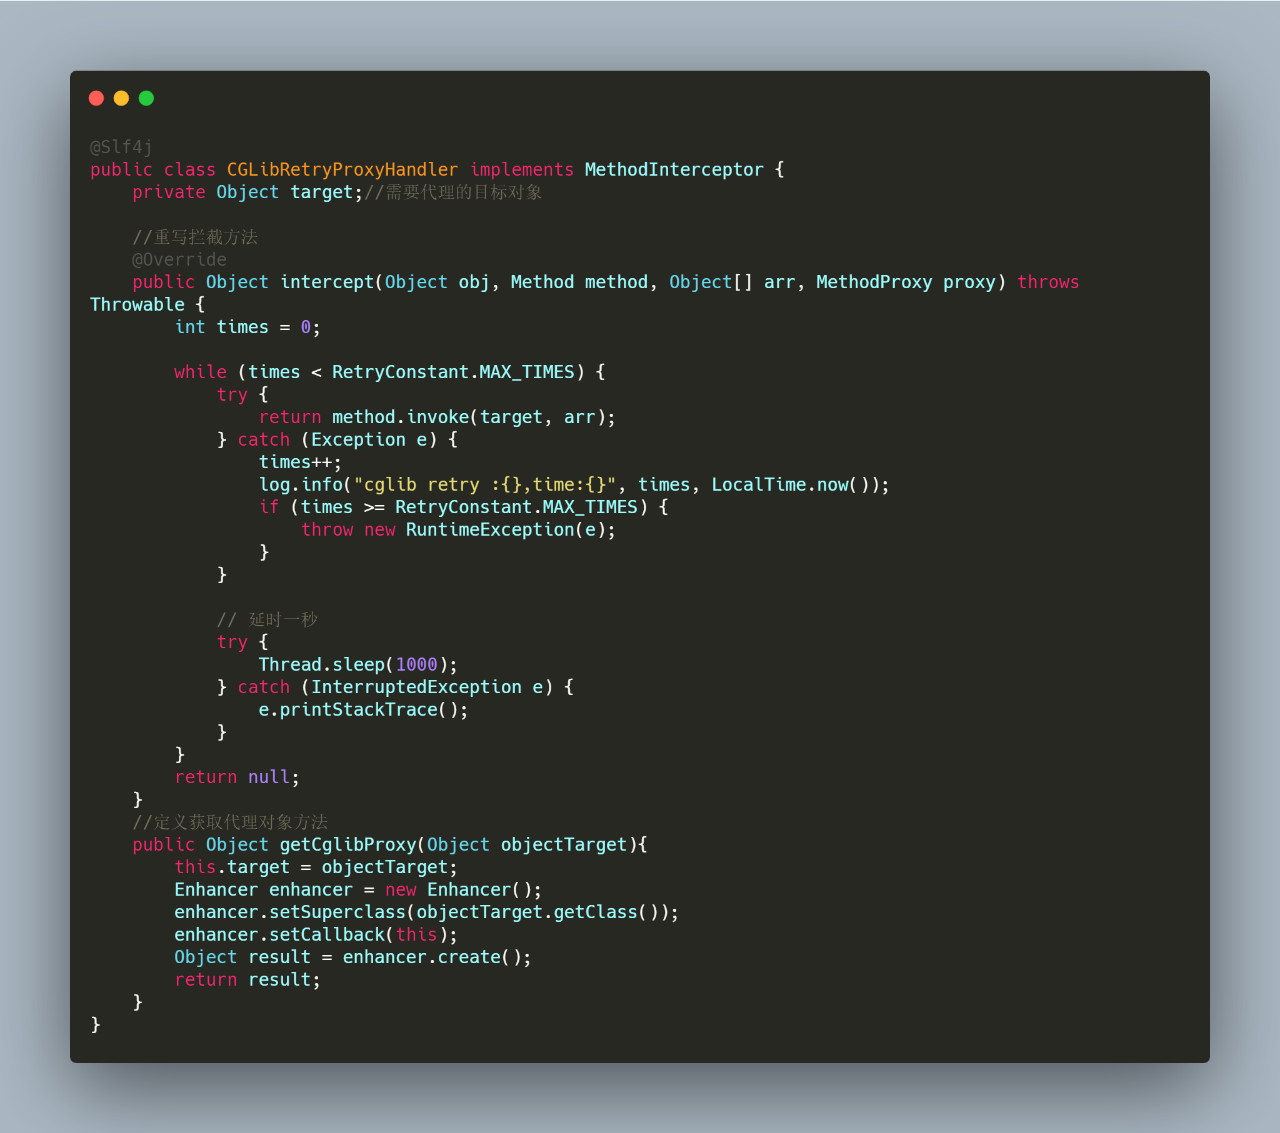 @Slf4j
public class CGLibRetryProxyHandler implements MethodInterceptor {
    private Object target;//需要代理的目标对象

    //重写拦截方法
    @Override
    public Object intercept(Object obj, Method method, Object[] arr, MethodProxy proxy) throws
Throwable {
        int times = 0;

        while (times < RetryConstant.MAX_TIMES) {
            try {
                return method.invoke(target, arr);
            } catch (Exception e) {
                times++;
                log.info("cglib retry :{},time:{}", times, LocalTime.now());
                if (times >= RetryConstant.MAX_TIMES) {
                    throw new RuntimeException(e);
                }
            }

            // 延时一秒
            try {
                Thread.sleep(1000);
            } catch (InterruptedException e) {
                e.printStackTrace();
            }
        }
        return null;
    }
    //定义获取代理对象方法
    public Object getCglibProxy(Object objectTarget){
        this.target = objectTarget;
        Enhancer enhancer = new Enhancer();
        enhancer.setSuperclass(objectTarget.getClass());
        enhancer.setCallback(this);
        Object result = enhancer.create();
        return result;
    }
}